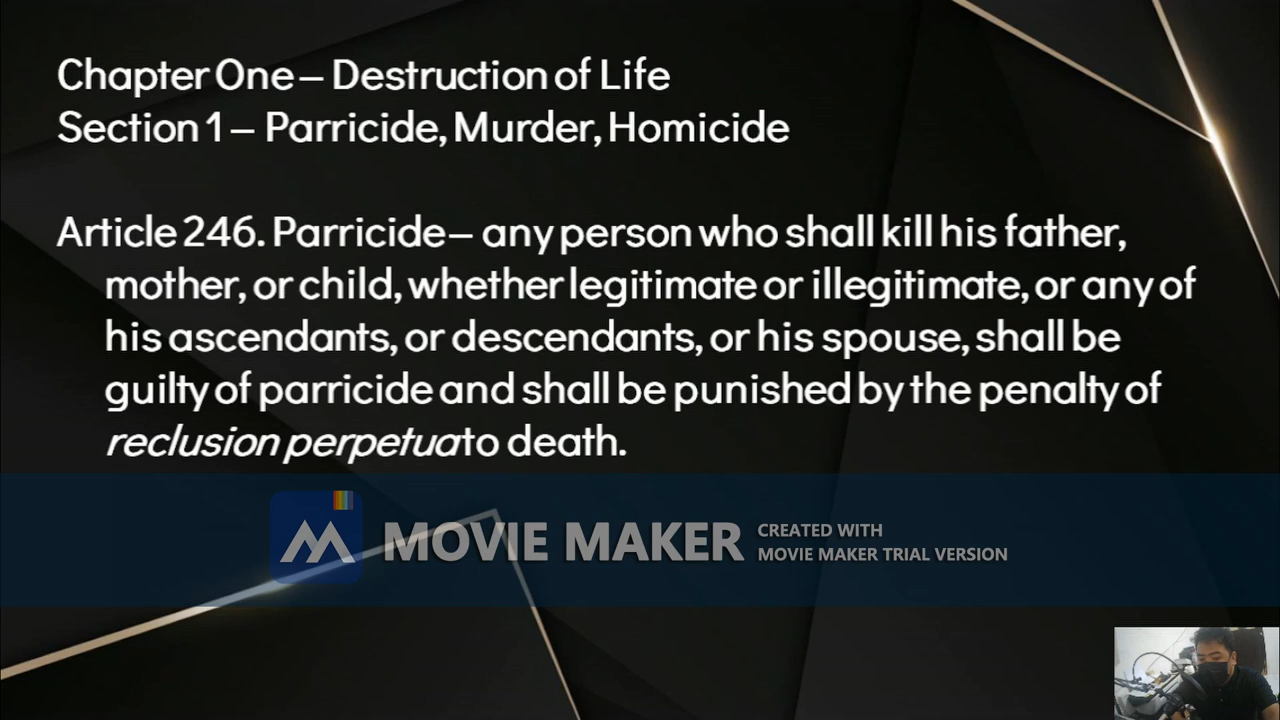 Chapter One – Destruction of Life
Section 1 – Parricide, Murder, Homicide
Article 246. Parricide – any person who shall kill his father,
mother, or child, whether legitimate or illegitimate, or any of
his ascendants, or descendants, or his spouse, shall be
guilty of parricide and shall be punished by the penalty of
reclusion perpetua to death.
MOVIE MAKER
CREATED WITH
MOVIE MAKER TRIAL VERSION